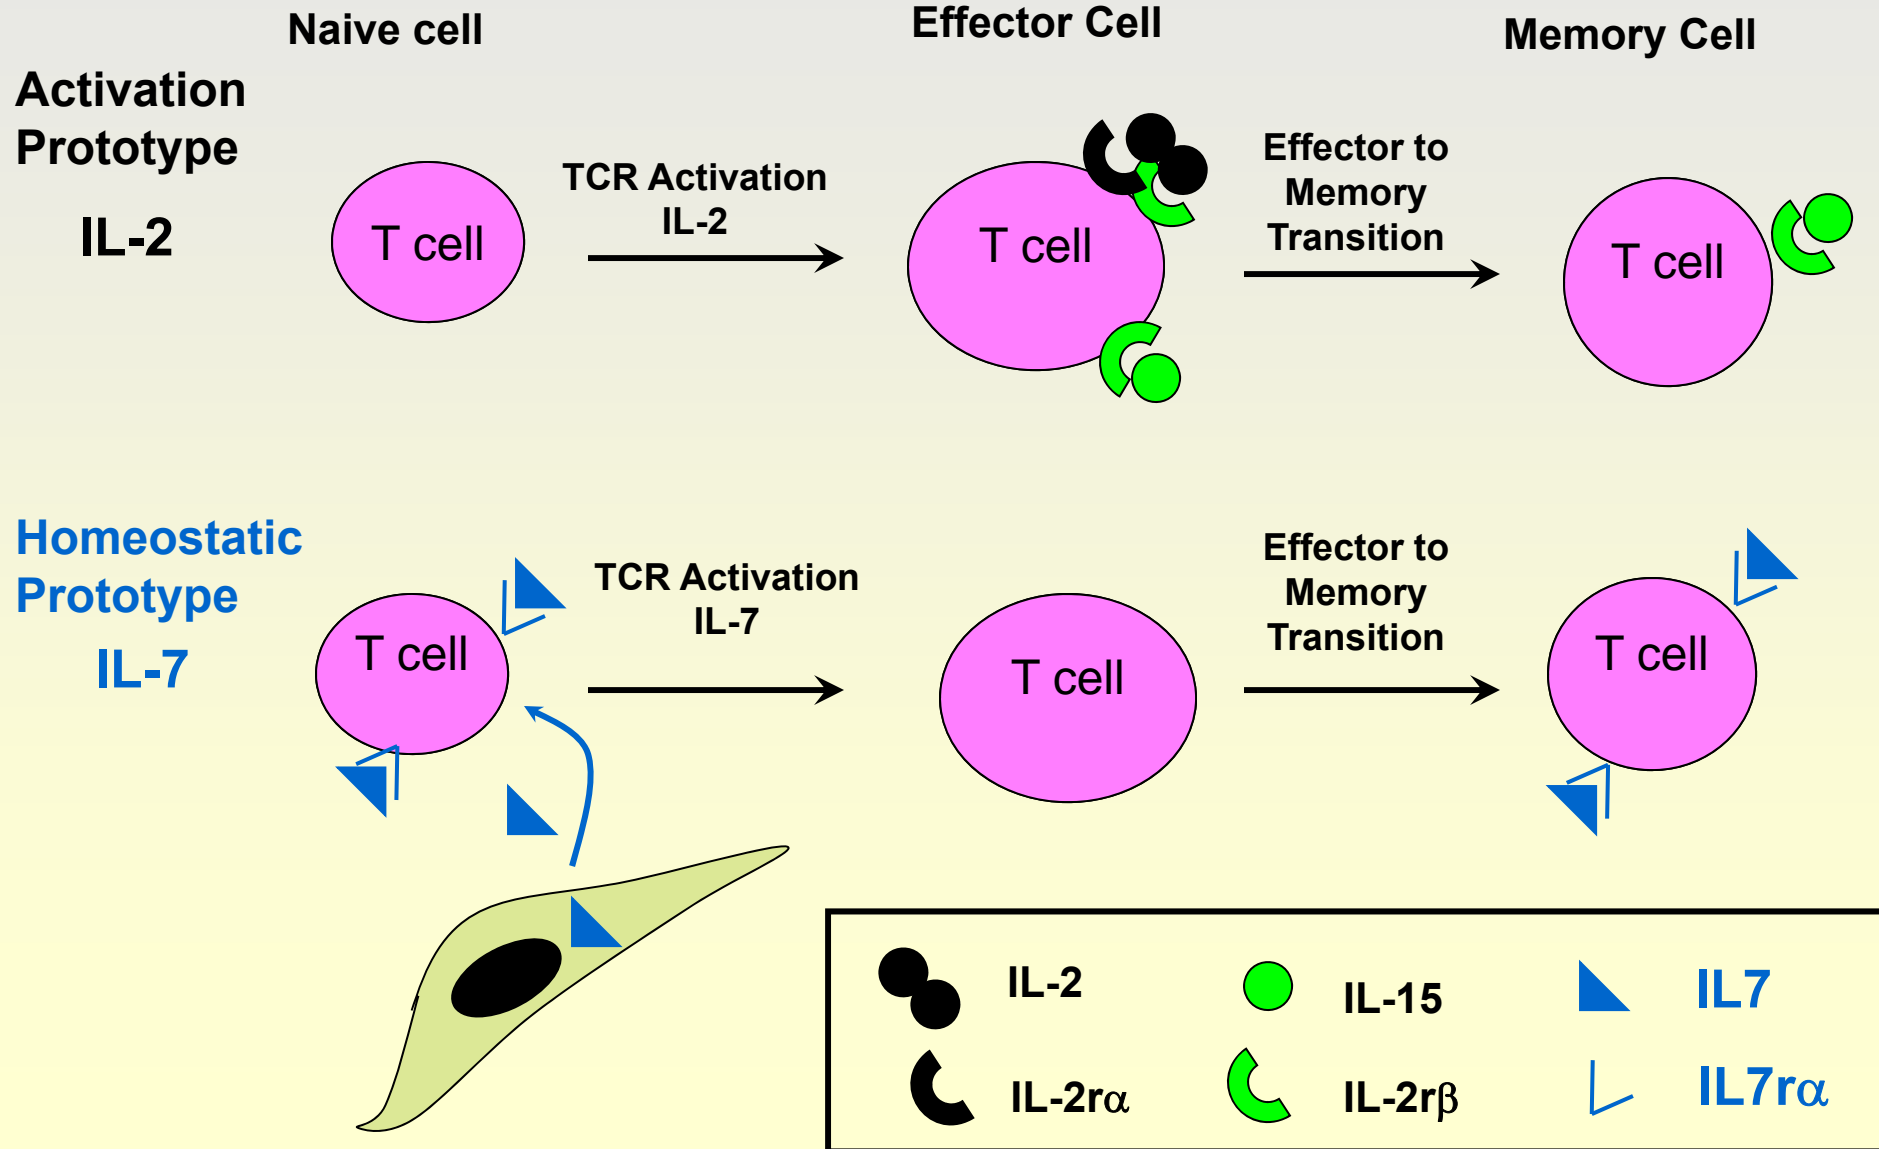 Naive cell
Effector Cell
Memory Cell
Activation
Prototype
IL-2
T cell
TCR Activation
IL-2
T cell
Effector to
Memory
Transition
T cell
Homeostatic
Prototype
IL-7
T cell
TCR Activation
IL-7
T cell
Effector to
Memory
Transition
T cell
IL-2
IL-15
IL7
IL-2rα
IL-2rβ
IL7rα